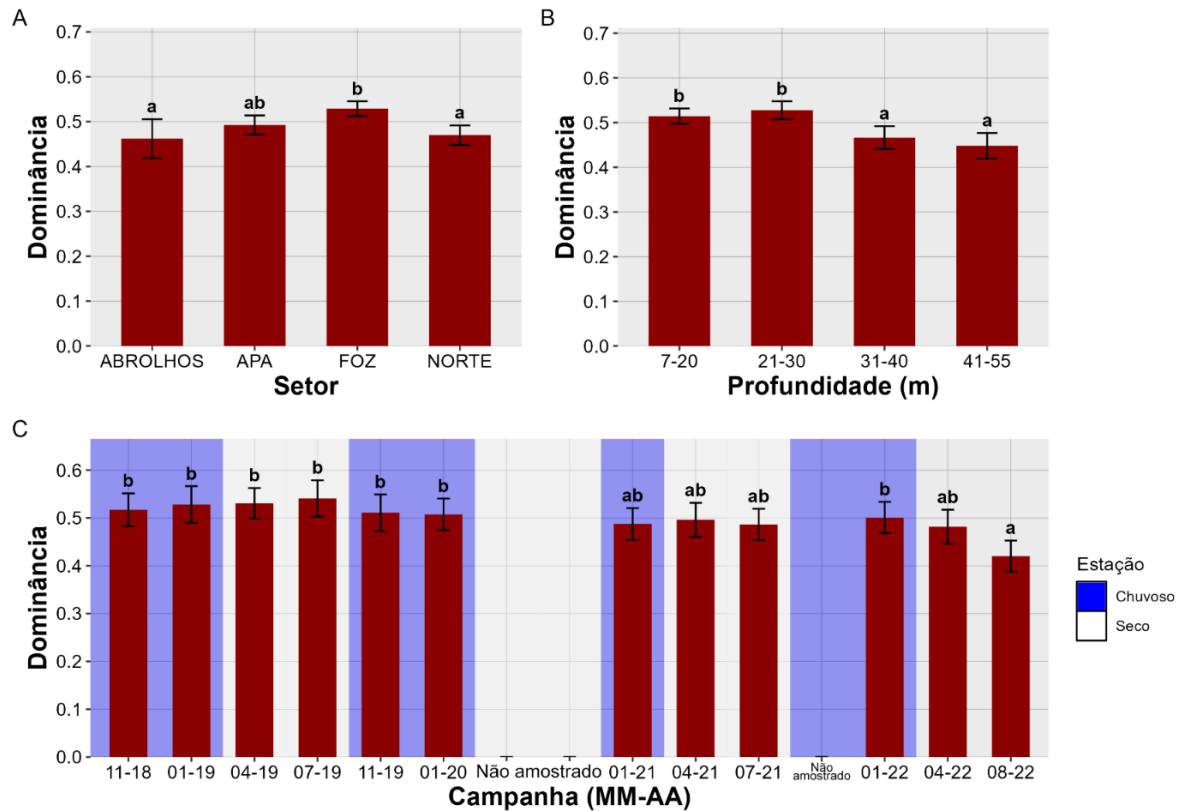 A
Dominância
0.7
0.6
0.5
0.4
0.3
0.2
0.1
0.0
a
ab
b
a
ABROLHOS APA FOZ NORTE
Setor
B
Dominância
0.7
0.6
0.5
0.4
0.3
0.2
0.1
0.0
b
b
a
a
7-20 21-30 31-40 41-55
Profundidade (m)
C
Dominância
0.6
0.5
0.4
0.3
0.2
0.1
0.0
b
b
b
b
b
b
ab
ab
ab
b
ab
a
11-18 01-19 04-19 07-19 11-19 01-20 Não amostrado 01-21 04-21 07-21 Não amostrado 01-22 04-22 08-22
Campanha (MM-AA)
Estação
Chuvoso
Seco